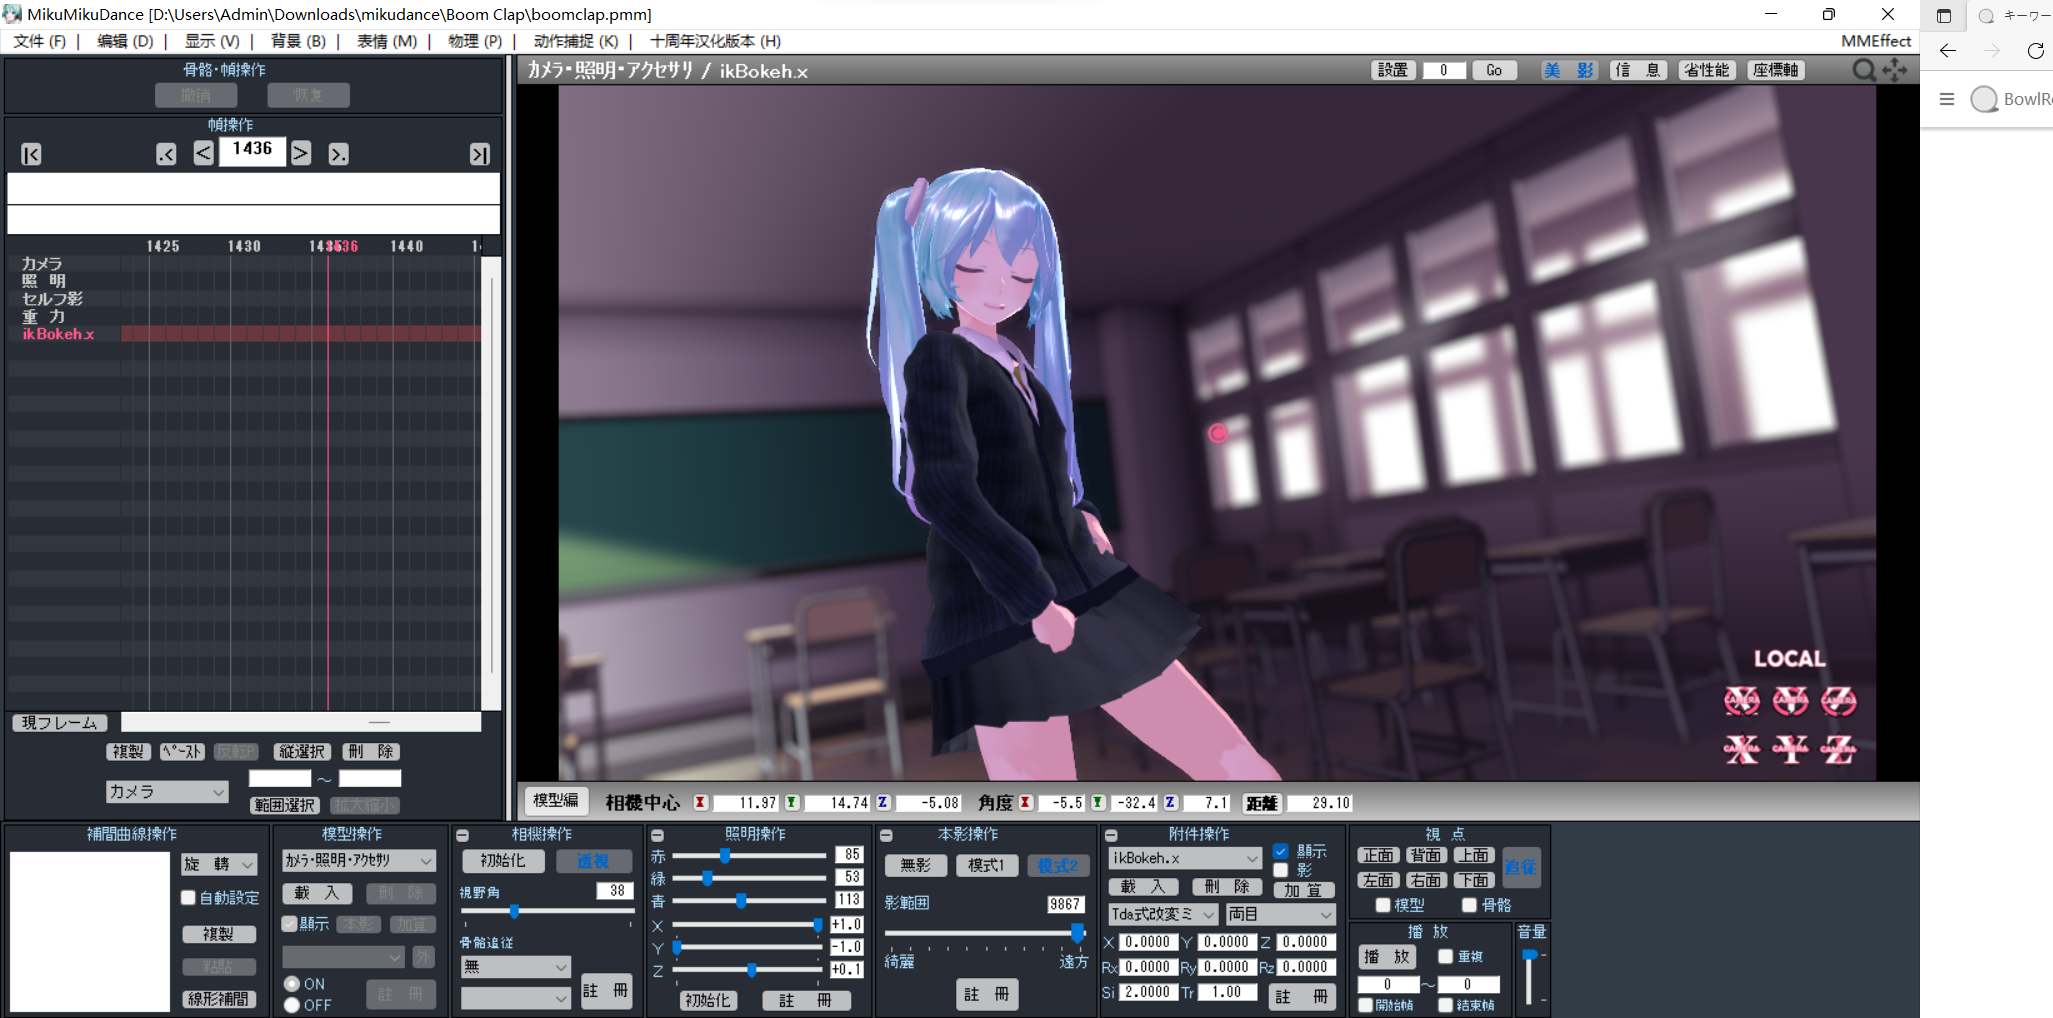 MikuMikuDance [D:\Users\Admin\Downloads\mikudance\Boom Clap\boomclap.pmm]
文件 (F) | 编辑 (D) | 显示 (V) | 背景 (B) | 表情 (M) | 物理 (P) | 动作捕捉 (K) | 十周年汉化版本 (H)
MMEffect
キーワー
BowlR
骨骼・幀操作
撤销 恢复
幀操作
|< .< < 1436 > >. >|
1425 1430 1436 1440
カメラ
照 明
セルフ影
重 力
ikBokeh.x
現フレーム
複製 ペースト 反転P 縦選択 刪 除
カメラ ～
範囲選択 拡大縮小
カメラ・照明・アクセサリ / ikBokeh.x
設置 0 Go 美 影 信 息 省性能 座標軸
LOCAL
CAMERA CAMERA CAMERA
X Y Z
模型編 相機中心 X 11.97 Y 14.74 Z -5.08 角度 X -5.5 Y -32.4 Z 7.1 距離 29.10
補間曲線操作
旋 轉
自動設定
複製
粘貼
線形補間
模型操作
カメラ・照明・アクセサリ
載 入 刪 除
顯示 本影 加算
外
ON
OFF
註 冊
相機操作
初始化 透視
視野角 38
骨骼追従
無
註 冊
照明操作
赤 85
緑 53
青 113
X +1.0
Y -1.0
Z +0.1
初始化 註 冊
本影操作
無影 模式1 模式2
影範囲 9867
綺麗 遠方
註 冊
附件操作
ikBokeh.x 顯示
影
載 入 刪 除 加 算
Tda式改変ミ 両目
X 0.0000 Y 0.0000 Z 0.0000
Rx 0.0000 Ry 0.0000 Rz 0.0000
Si 2.0000 Tr 1.00 註 冊
視 点
正面 背面 上面
追従
左面 右面 下面
模型 骨骼
播 放
播 放 重複
0 ～ 0
開始幀 結束幀
音量